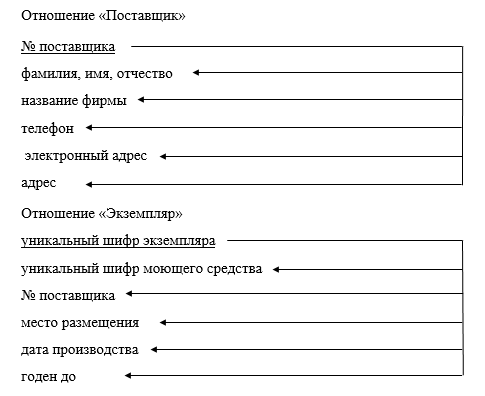 Отношение «Поставщик»
№ поставщика
фамилия, имя, отчество
название фирмы
телефон
электронный адрес
адрес
Отношение «Экземпляр»
уникальный шифр экземпляра
уникальный шифр моющего средства
№ поставщика
место размещения
дата производства
годен до